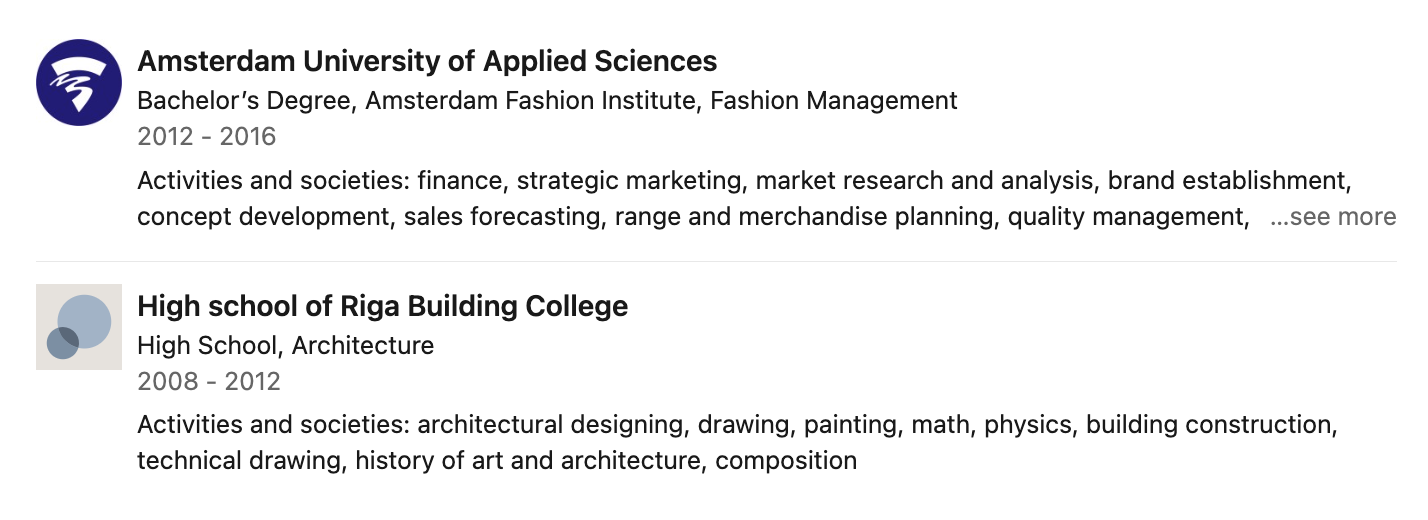 Amsterdam University of Applied Sciences
Bachelor’s Degree, Amsterdam Fashion Institute, Fashion Management
2012 - 2016
Activities and societies: finance, strategic marketing, market research and analysis, brand establishment,
concept development, sales forecasting, range and merchandise planning, quality management, ...see more
High school of Riga Building College
High School, Architecture
2008 - 2012
Activities and societies: architectural designing, drawing, painting, math, physics, building construction,
technical drawing, history of art and architecture, composition